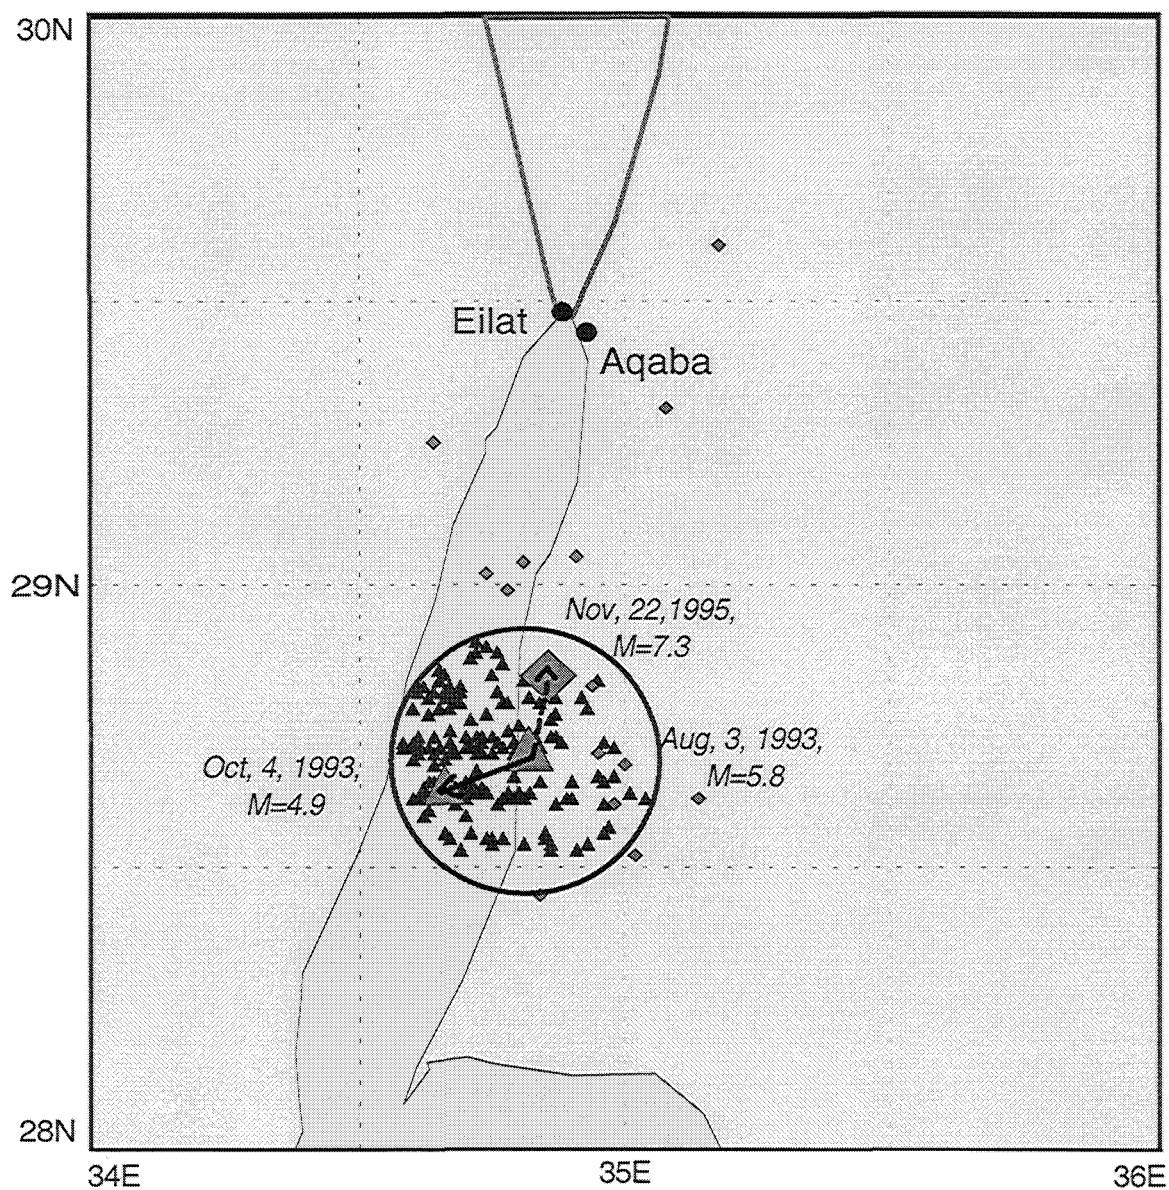 30N
Eilat
Aqaba
29N
Nov, 22,1995,
M=7.3
Aug, 3, 1993,
M=5.8
Oct, 4, 1993,
M=4.9
28N
34E
35E
36E